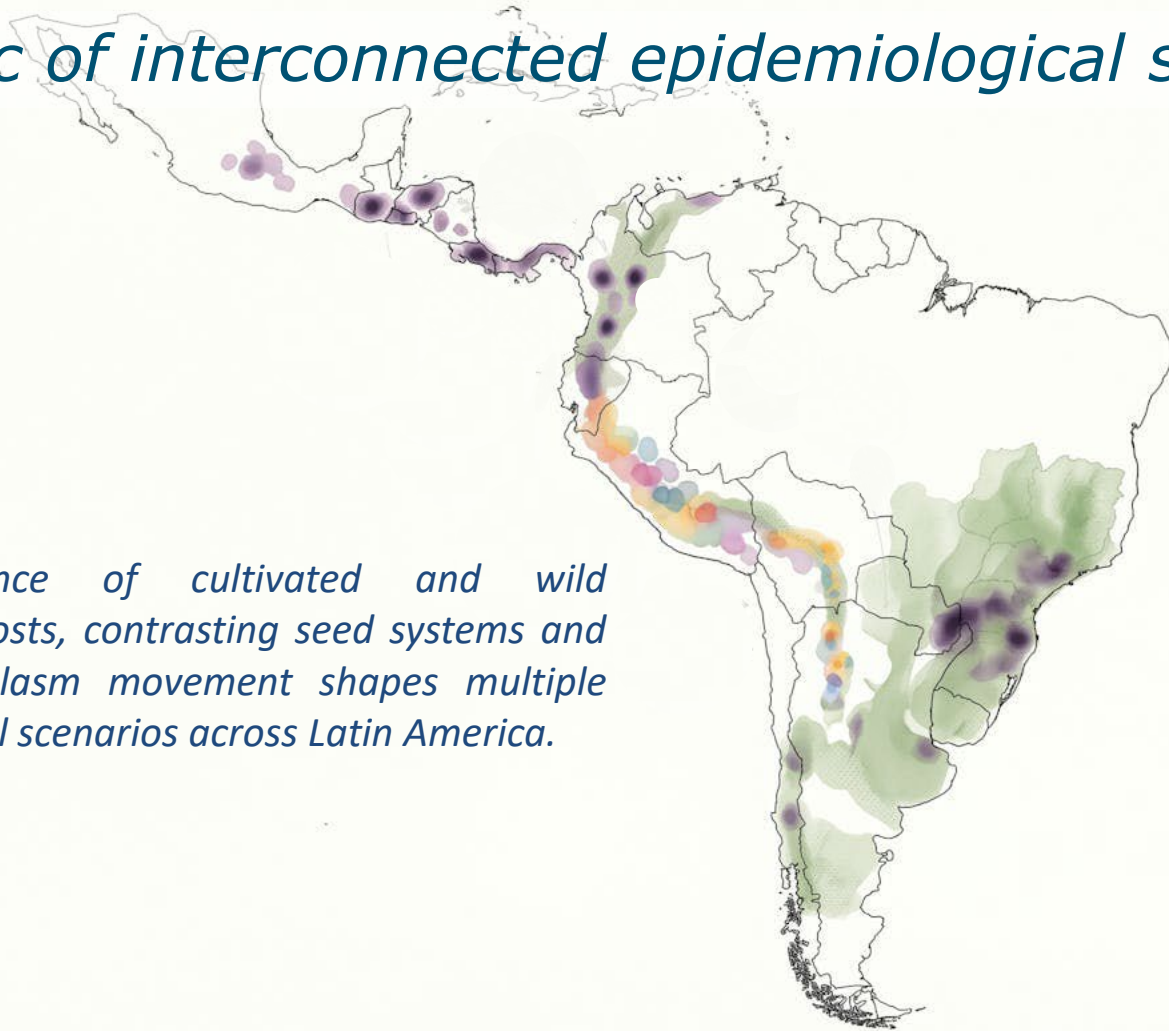 c of interconnected epidemiological s
nce of cultivated and wild
osts, contrasting seed systems and
lasm movement shapes multiple
l scenarios across Latin America.